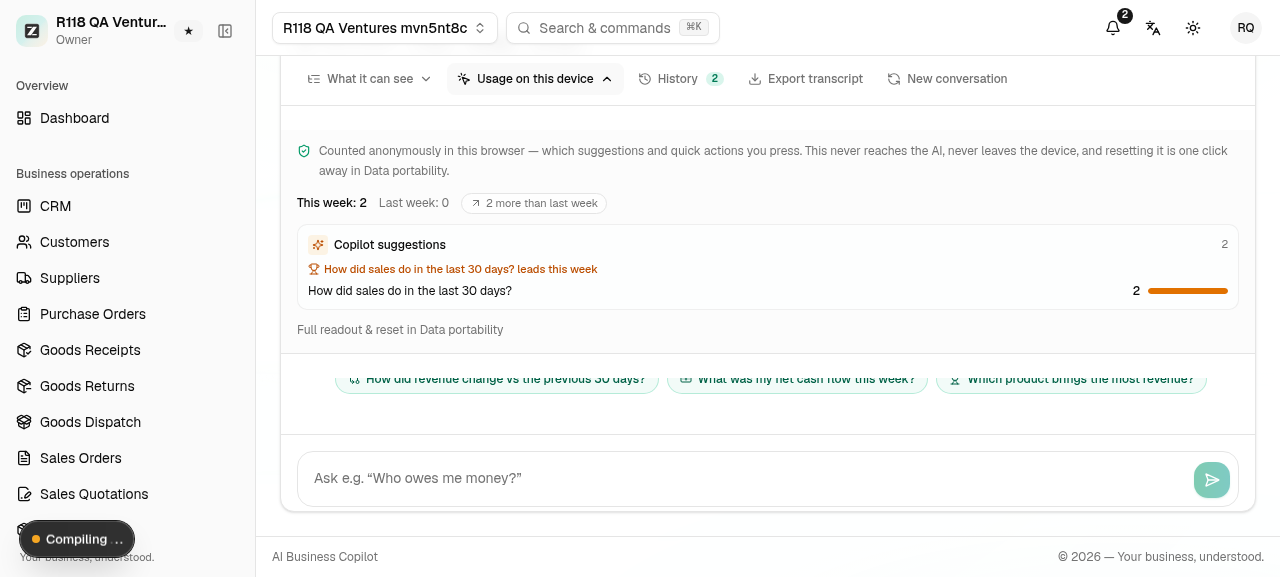 R118 QA Ventur...
Owner
R118 QA Ventures mvn5nt8c
Search & commands
⌘K
2
RQ
Overview
Dashboard
Business operations
CRM
Customers
Suppliers
Purchase Orders
Goods Receipts
Goods Returns
Goods Dispatch
Sales Orders
Sales Quotations
Compiling ...
Your business, understood.
What it can see
Usage on this device
History 2
Export transcript
New conversation
Counted anonymously in this browser — which suggestions and quick actions you press. This never reaches the AI, never leaves the device, and resetting it is one click
away in Data portability.
This week: 2
Last week: 0
2 more than last week
Copilot suggestions
2
How did sales do in the last 30 days? leads this week
How did sales do in the last 30 days?
2
Full readout & reset in Data portability
How did revenue change vs the previous 30 days?
What was my net cash flow this week?
Which product brings the most revenue?
Ask e.g. “Who owes me money?”
AI Business Copilot
© 2026 — Your business, understood.